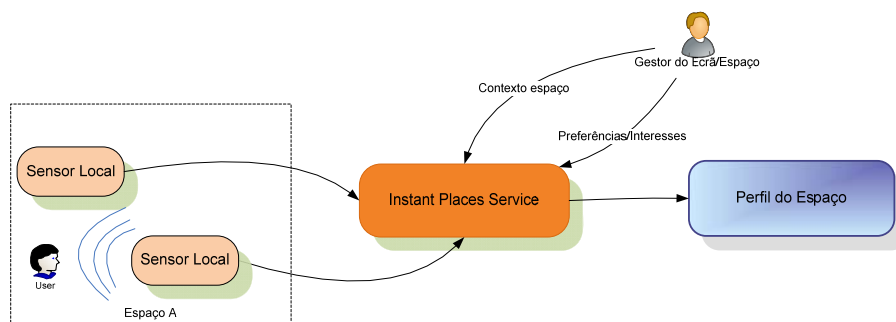 Gestor do Ecrã/Espaço
Contexto espaço
Preferências/Interesses
Sensor Local
Instant Places Service
Perfil do Espaço
Sensor Local
User
Espaço A